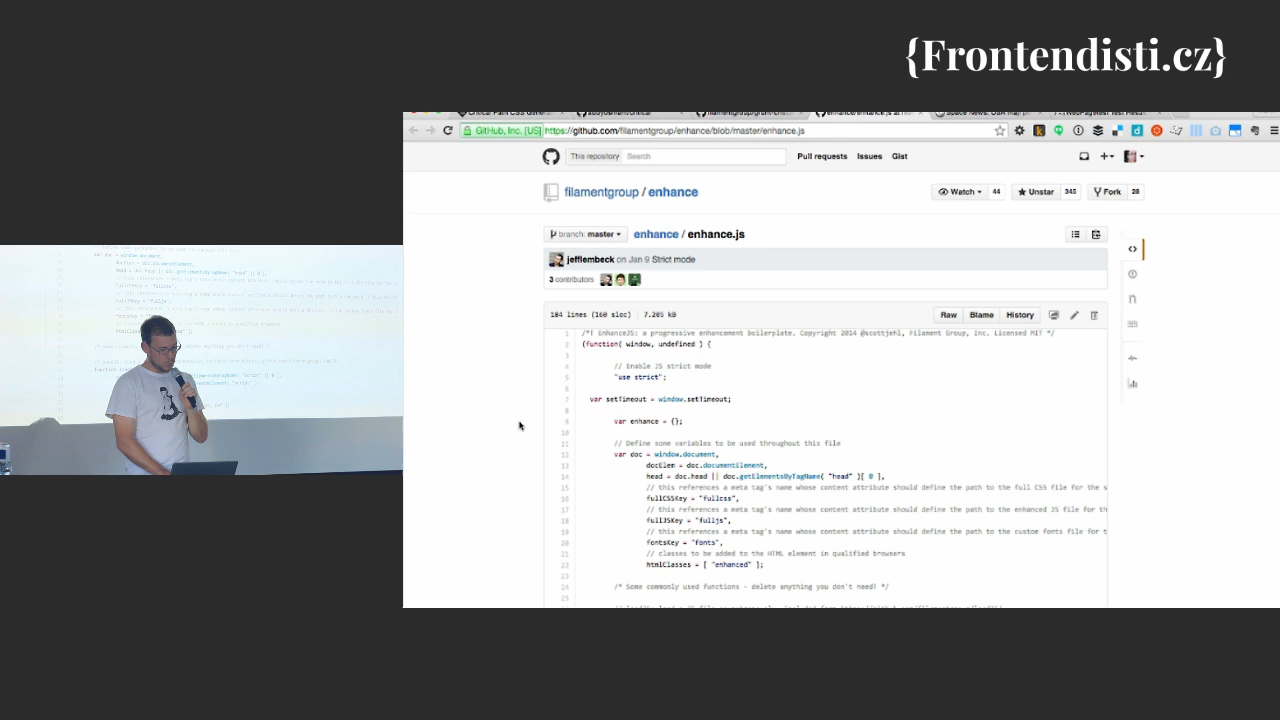 {Frontendisti.cz}
GitHub, Inc. [US] https://github.com/filamentgroup/enhance/blob/master/enhance.js
This repository Search Pull requests Issues Gist
filamentgroup / enhance Watch 44 Unstar 345 Fork 28
branch: master enhance / enhance.js
jefflembeck on Jan 9 Strict mode
3 contributors
184 lines (160 sloc) 7.205 kB Raw Blame History
1 /*! EnhanceJS: a progressive enhancement boilerplate. Copyright 2014 @scottjehl, Filament Group, Inc. Licensed MIT */
2 (function( window, undefined ) {
3
4 // Enable JS strict mode
5 "use strict";
6
7 var setTimeout = window.setTimeout;
8
9 var enhance = {};
10
11 // Define some variables to be used throughout this file
12 var doc = window.document,
13 docElem = doc.documentElement,
14 head = doc.head || doc.getElementsByTagName( "head" )[ 0 ],
15 // this references a meta tag's name whose content attribute should define the path to the full CSS file for the s
16 fullCSSKey = "fullcss",
17 // this references a meta tag's name whose content attribute should define the path to the enhanced JS file for th
18 fullJSKey = "fulljs",
19 // this references a meta tag's name whose content attribute should define the path to the custom fonts file for t
20 fontsKey = "fonts",
21 // classes to be added to the HTML element in qualified browsers
22 htmlClasses = [ "enhanced" ];
23
24 /* Some commonly used functions - delete anything you don't need! */
25